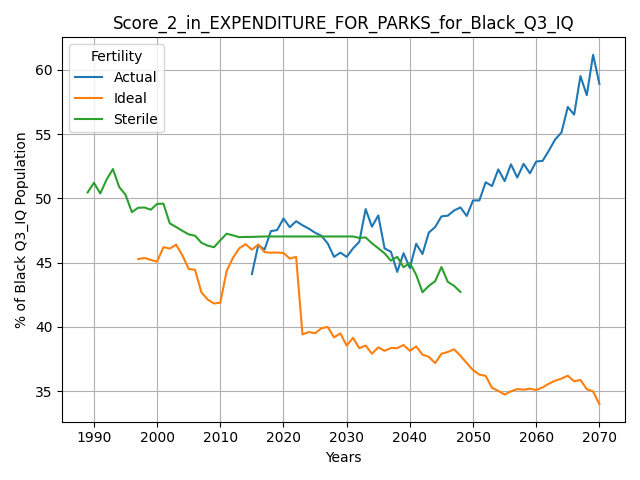 Score_2_in_EXPENDITURE_FOR_PARKS_for_Black_Q3_IQ
Fertility
Actual
Ideal
Sterile
% of Black Q3_IQ Population
60
55
50
45
40
35
1990 2000 2010 2020 2030 2040 2050 2060 2070
Years